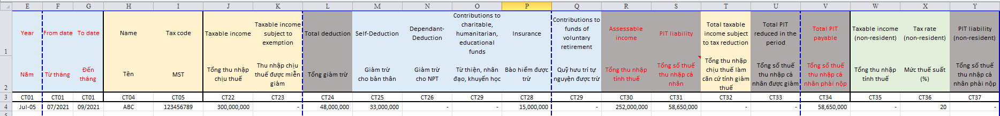 E F G H I J K L M N O P Q R S T U V W X Y
1
Year
From date
To date
Name
Tax code
Taxable income
Taxable income
subject to
exemption
Total deduction
Self-Deduction
Dependant-
Deduction
Contributions to
charitable,
humanitarian,
educational
funds
Insurance
Contributions to
funds of
voluntary
retirement
Assessable
income
PIT liability
Total taxable
income subject
to tax reduction
Total PIT
reduced in the
period
Total PIT
payable
Taxable income
(non-resident)
Tax rate
(non-resident)
PIT liability
(non-resident)
2
Năm
Từ tháng
Đến
tháng
Tên
MST
Tổng thu nhập
chịu thuế
Thu nhập chịu
thuế được miễn
giảm
Tổng giảm trừ
Giảm trừ
cho bản thân
Giảm trừ
cho NPT
Từ thiện, nhân
đạo, khuyến học
Bảo hiểm được
trừ
Quỹ hưu trí tự
nguyện được trừ
Tổng thu nhập
tính thuế
Tổng số thuế
thu nhập cá
nhân
Tổng thu nhập
chịu thuế làm
căn cứ tính giảm
thuế
Tổng số thuế
thu nhập cá
nhân được giảm
Tổng số thuế
thu nhập cá
nhân phải nộp
Tổng thu nhập
tính thuế
Mức thuế suất
(%)
Tổng số thuế
thu nhập cá
nhân phải nộp
3 CT01 CT01 CT01 CT04 CT05 CT22 CT23 CT24 CT25 CT26 CT29 CT28 CT29 CT30 CT31 CT32 CT33 CT34 CT35 CT36 CT37
4 Jul-05 07/2021 09/2021 ABC 123456789 300,000,000 - 48,000,000 33,000,000 - - 15,000,000 - 252,000,000 58,650,000 - - 58,650,000 - 20 -